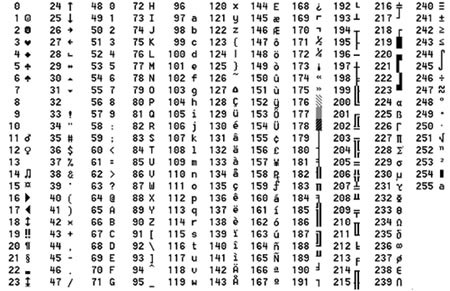 0 24 ↑ 48 0 72 H 96 120 x 144 É 168 ¿ 192 └ 216 ╪ 240 ≡
1 ☺ 25 ↓ 49 1 73 I 97 a 121 y 145 æ 169 ⌐ 193 ┴ 217 ┘ 241 ±
2 ☻ 26 → 50 2 74 J 98 b 122 z 146 Æ 170 ¬ 194 ┬ 218 ┌ 242 ≥
3 ♥ 27 ← 51 3 75 K 99 c 123 { 147 ô 171 ½ 195 ├ 219 █ 243 ≤
4 ♦ 28 ∟ 52 4 76 L 100 d 124 | 148 ö 172 ¼ 196 ─ 220 ▄ 244 ⌠
5 ♣ 29 ↔ 53 5 77 M 101 e 125 } 149 ò 173 ¡ 197 ┼ 221 ▌ 245 ⌡
6 ♠ 30 ▲ 54 6 78 N 102 f 126 ~ 150 û 174 « 198 ╞ 222 ▐ 246 ÷
7 31 ▼ 55 7 79 O 103 g 127 ⌂ 151 ù 175 » 199 ╟ 223 ▀ 247 ≈
8 32 56 8 80 P 104 h 128 Ç 152 ÿ 176 ░ 200 ╚ 224 α 248 °
9 33 ! 57 9 81 Q 105 i 129 ü 153 Ö 177 ▒ 201 ╔ 225 ß 249 ∙
10 34 " 58 : 82 R 106 j 130 é 154 Ü 178 ▓ 202 ╩ 226 Γ 250 ·
11 ♂ 35 # 59 ; 83 S 107 k 131 â 155 ¢ 179 │ 203 ╦ 227 π 251 √
12 ♀ 36 $ 60 < 84 T 108 l 132 ä 156 £ 180 ┤ 204 ╠ 228 Σ 252 ⁿ
13 37 % 61 = 85 U 109 m 133 à 157 ¥ 181 ╡ 205 ═ 229 σ 253 ²
14 ♫ 38 & 62 > 86 V 110 n 134 å 158 ₧ 182 ╢ 206 ╬ 230 µ 254 ■
15 ☼ 39 ' 63 ? 87 W 111 o 135 ç 159 ƒ 183 ╖ 207 ╧ 231 γ 255 a
16 ► 40 ( 64 @ 88 X 112 p 136 ê 160 á 184 ╕ 208 ╨ 232 Φ
17 ◄ 41 ) 65 A 89 Y 113 q 137 ë 161 í 185 ╣ 209 ╤ 233 Θ
18 ↕ 42 * 66 B 90 Z 114 r 138 è 162 ó 186 ║ 210 ╥ 234 Ω
19 ‼ 43 + 67 C 91 [ 115 s 139 ï 163 ú 187 ╗ 211 ╙ 235 δ
20 ¶ 44 , 68 D 92 \ 116 t 140 î 164 ñ 188 ╝ 212 ╘ 236 ∞
21 § 45 - 69 E 93 ] 117 u 141 ì 165 Ñ 189 ╜ 213 ╒ 237 ø
22 ▬ 46 . 70 F 94 ^ 118 v 142 Ä 166 ª 190 ╛ 214 ╓ 238 ∈
23 ↨ 47 / 71 G 95 _ 119 w 143 Å 167 º 191 ┐ 215 ╫ 239 ∩